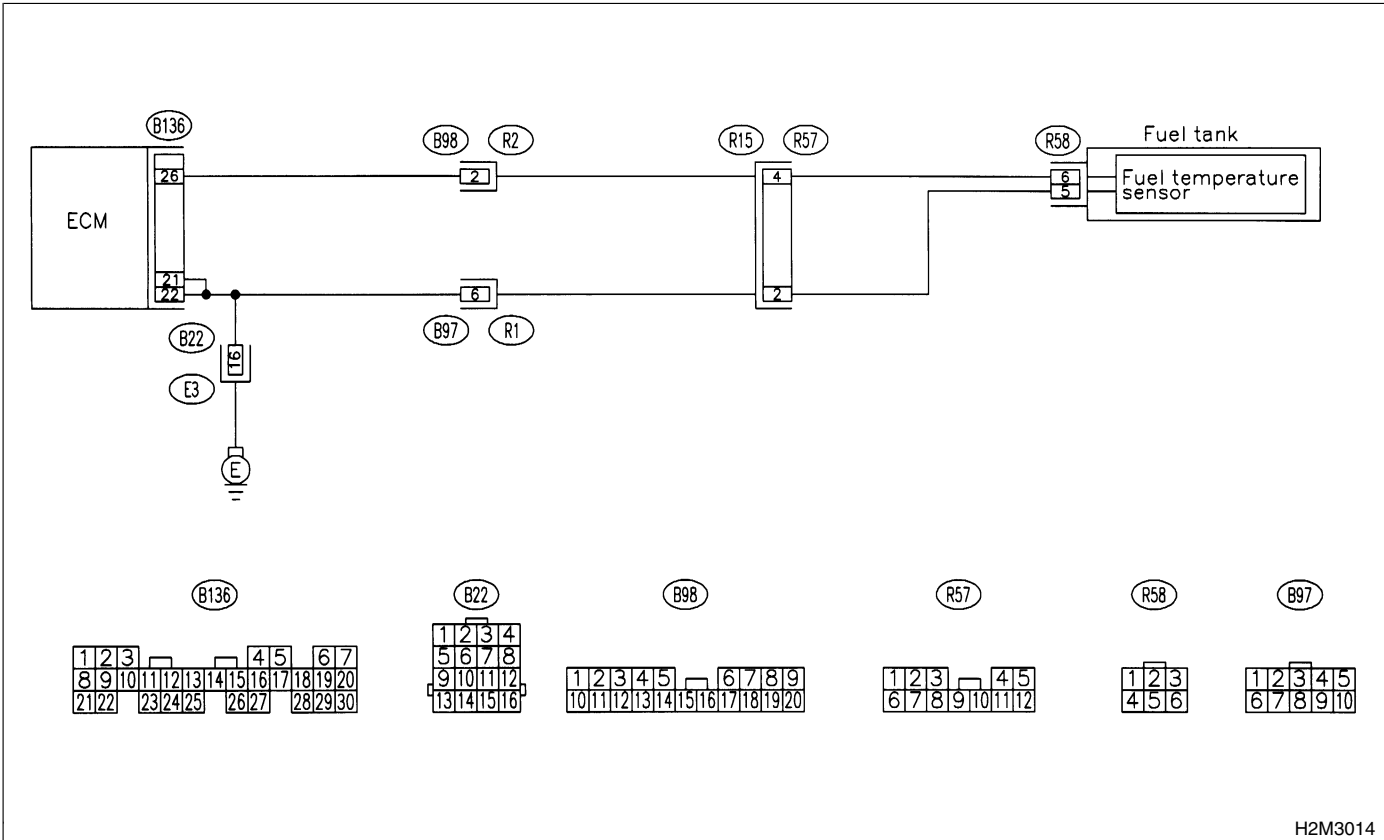 B136
B98 R2
R15 R57
R58
Fuel tank
26
2
4
6
5
Fuel temperature
sensor
ECM
21
22
6
2
B97 R1
B22
16
E3
E
B136
B22
B98
R57
R58
B97
1 2 3 4 5 6 7
8 9 10 11 12 13 14 15 16 17 18 19 20
21 22 23 24 25 26 27 28 29 30
1 2 3 4
5 6 7 8
9 10 11 12
13 14 15 16
1 2 3 4 5 6 7 8 9
10 11 12 13 14 15 16 17 18 19 20
1 2 3 4 5
6 7 8 9 10 11 12
1 2 3
4 5 6
1 2 3 4 5
6 7 8 9 10
H2M3014